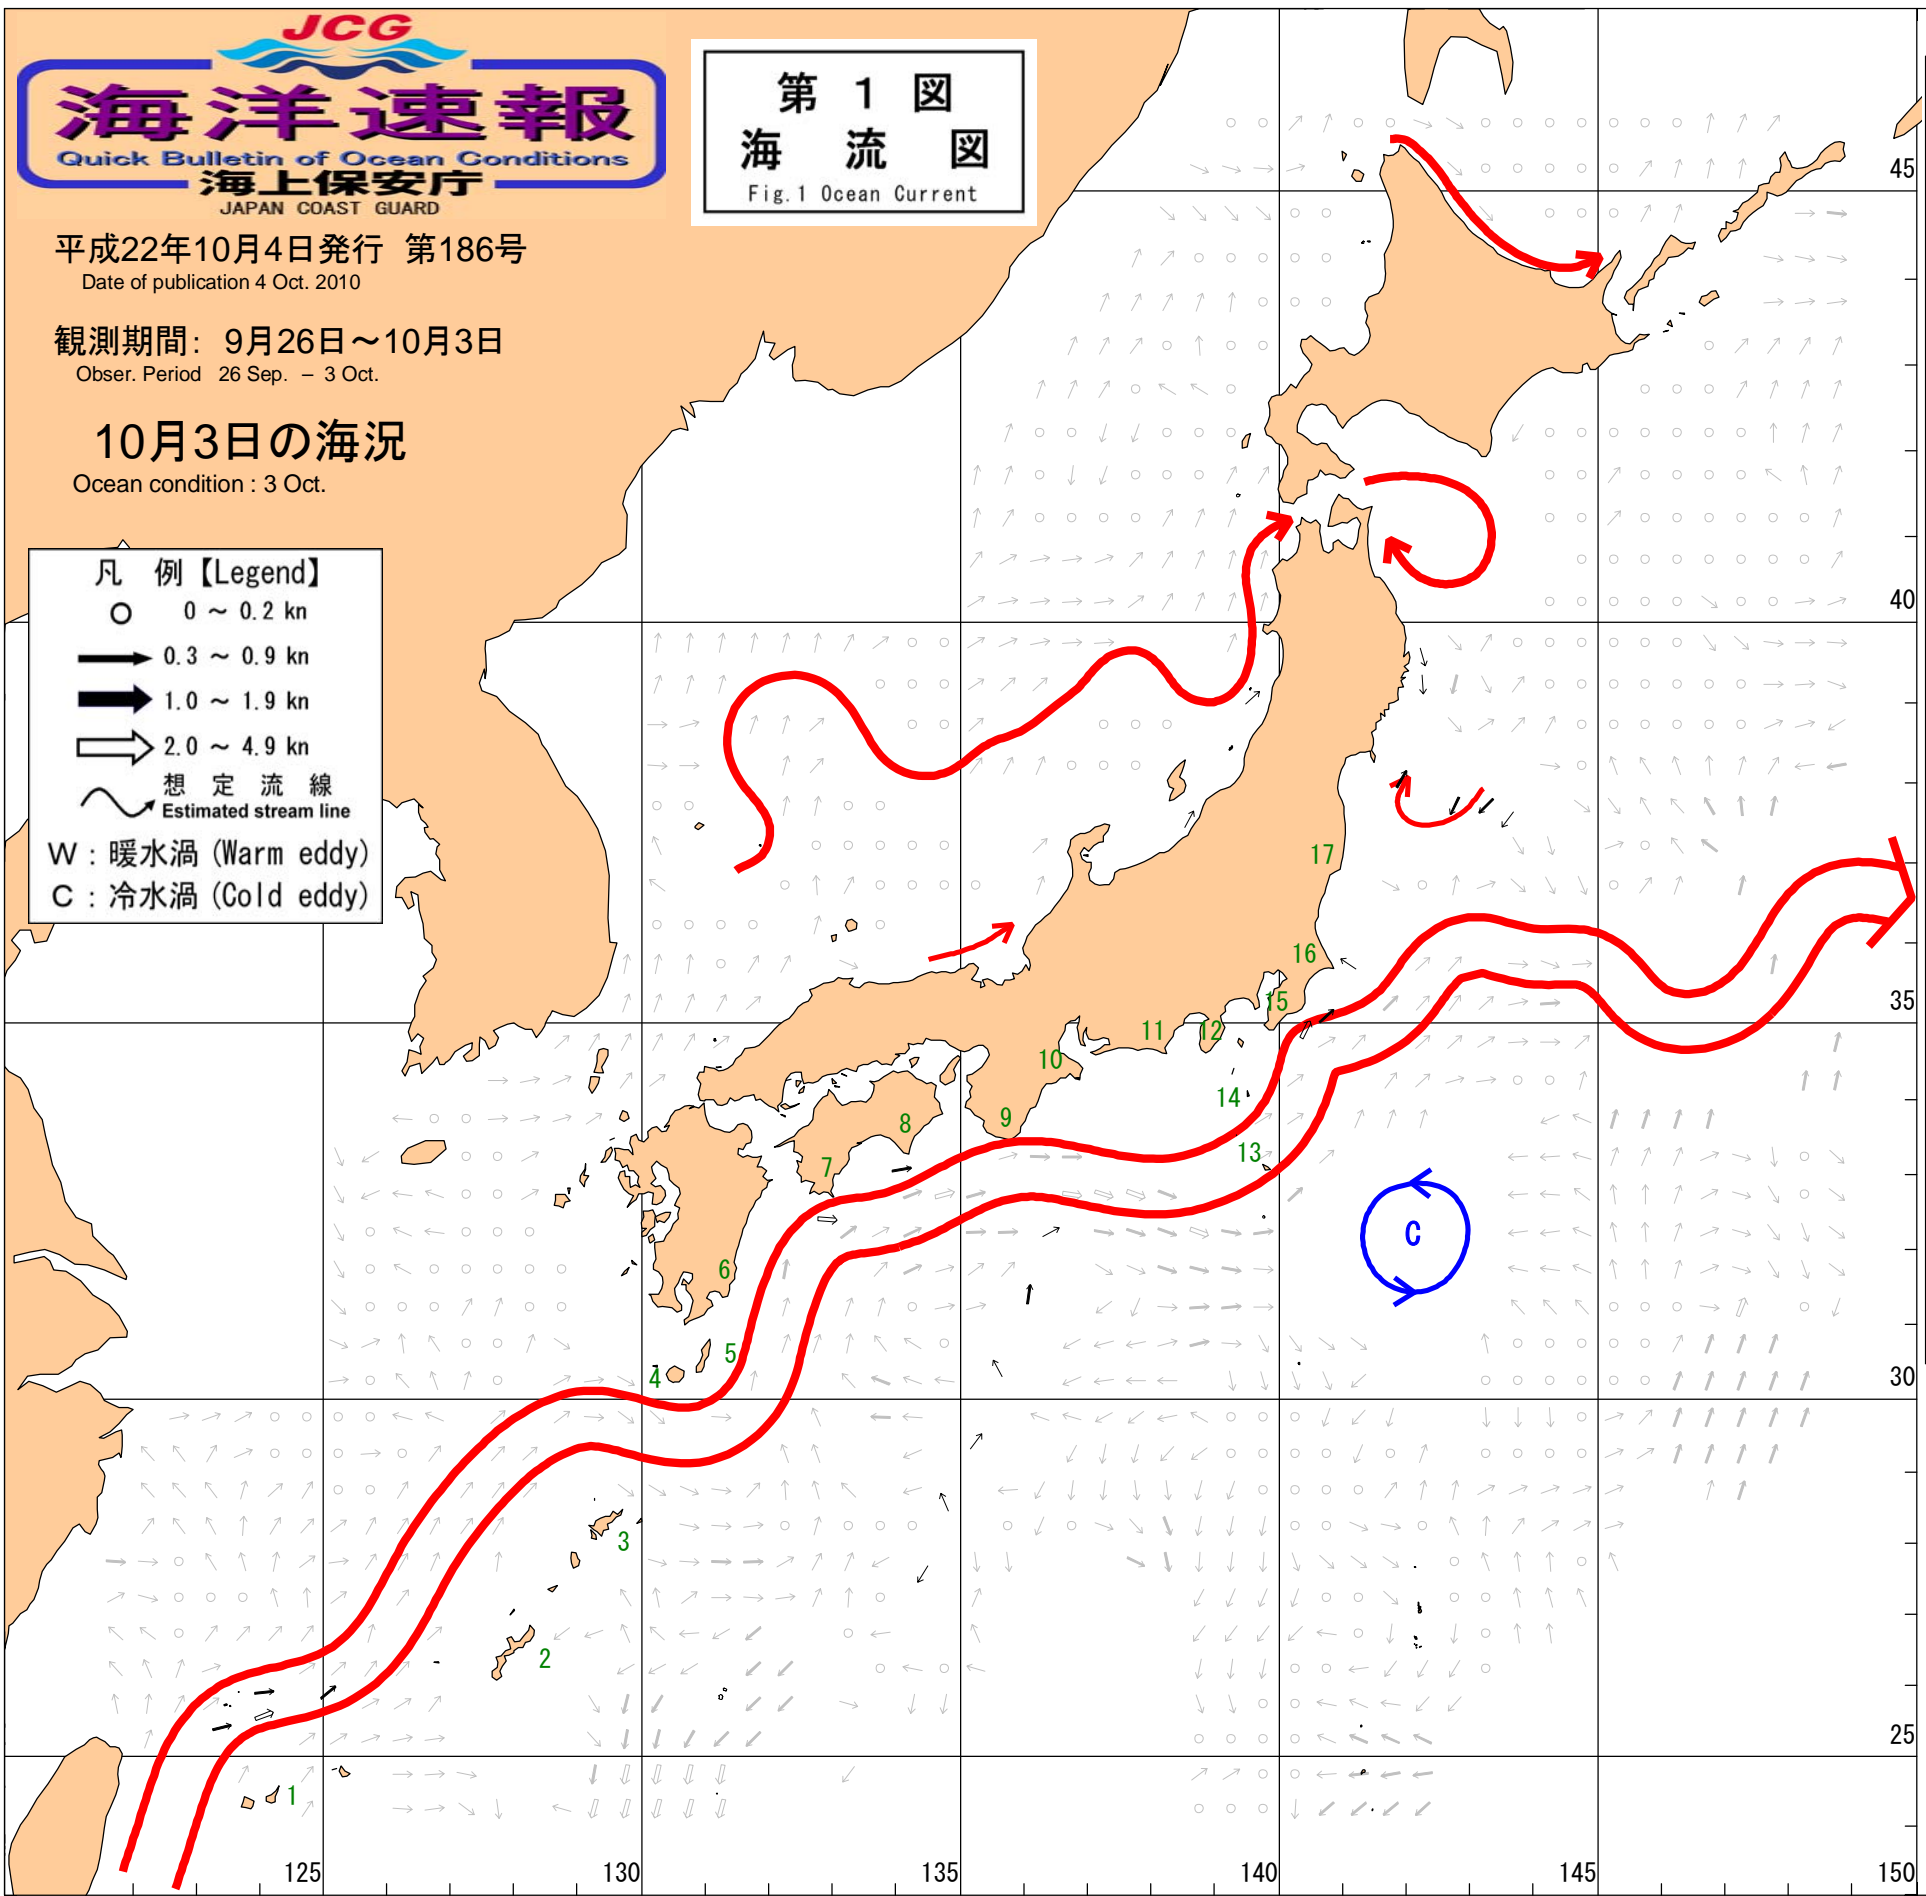 JCG
海洋速報
Quick Bulletin of Ocean Conditions
海上保安庁
JAPAN COAST GUARD
第 1 図
海 流 図
Fig.1 Ocean Current
平成22年10月4日発行 第186号
Date of publication 4 Oct. 2010
観測期間: 9月26日～10月3日
Obser. Period 26 Sep. – 3 Oct.
10月3日の海況
Ocean condition : 3 Oct.
凡 例【Legend】
0 ～ 0.2 kn
0.3 ～ 0.9 kn
1.0 ～ 1.9 kn
2.0 ～ 4.9 kn
想 定 流 線
Estimated stream line
W : 暖水渦 (Warm eddy)
C : 冷水渦 (Cold eddy)
45
40
17
16
15
35
11
12
10
14
8
9
13
7
C
6
5
4
30
3
2
25
1
125
130
135
140
145
150